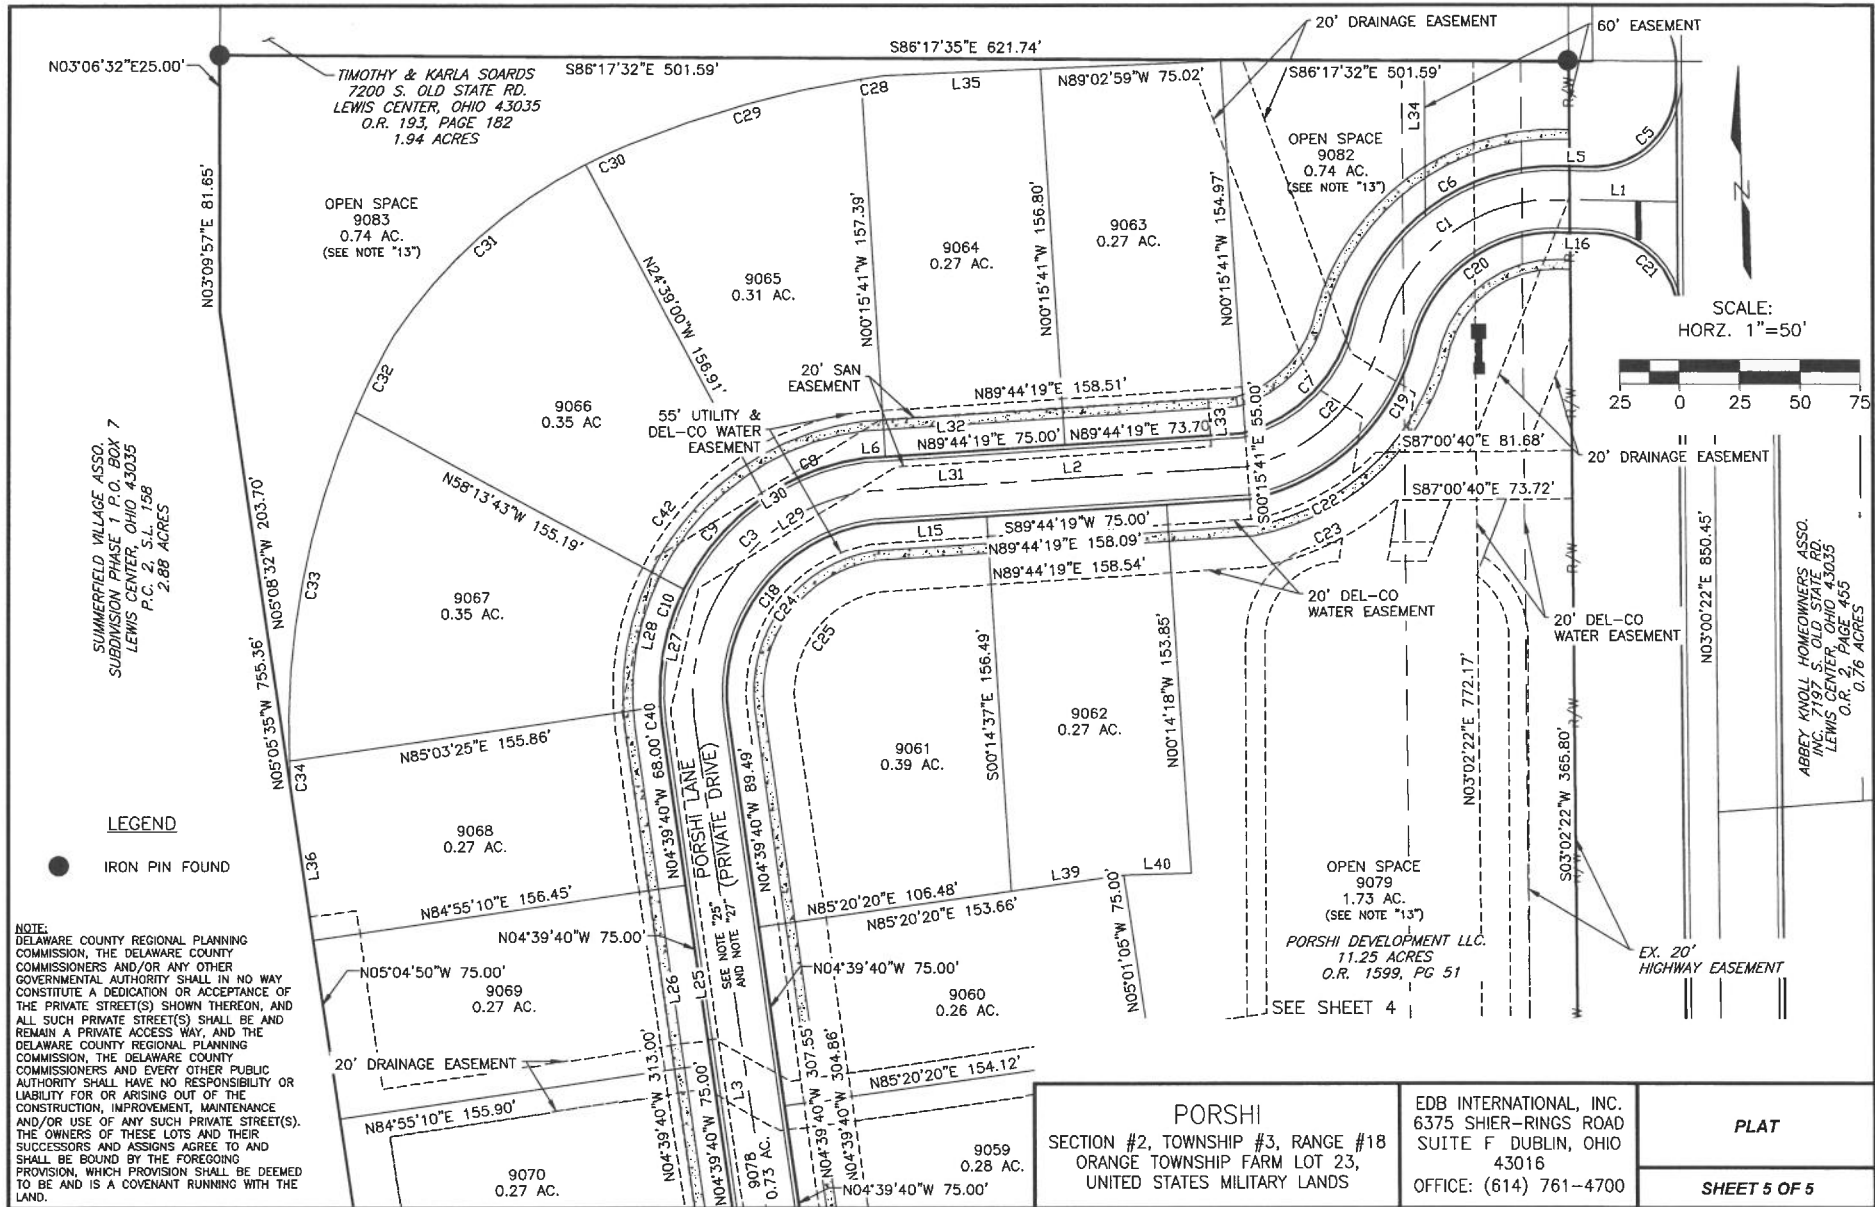 N03°06'32"E25.00'
S86°17'35"E 621.74'
S86°17'32"E 501.59'
TIMOTHY & KARLA SOARDS
7200 S. OLD STATE RD.
LEWIS CENTER, OHIO 43035
O.R. 193, PAGE 182
1.94 ACRES
20' DRAINAGE EASEMENT
60' EASEMENT
N89°02'59"W 75.02'
S86°17'32"E 501.59'
C28
L35
C29
C30
C31
C32
C33
C34
L34
OPEN SPACE
9082
0.74 AC.
(SEE NOTE "13")
OPEN SPACE
9083
0.74 AC.
(SEE NOTE "13")
N03°09'57"E 81.65'
R/W
C5
L5
L1
C6
C1
L16
C20
C21
N
SCALE:
HORZ. 1"=50'
25 0 25 50 75
N24°39'00"W 156.91'
9065
0.31 AC.
N00°15'41"W 157.39'
9064
0.27 AC.
N00°15'41"W 156.80'
9063
0.27 AC.
N00°15'41"W 154.97'
9066
0.35 AC
20' SAN
EASEMENT
55' UTILITY &
DEL-CO WATER
EASEMENT
N89°44'19"E 158.51'
L32
L33
N89°44'19"E 75.00'
N89°44'19"E 73.70'
L6
L31
L2
S00°15'41"E 55.00'
C7
C2
C19
C8
L30
L29
C42
C9
C3
S87°00'40"E 81.68'
20' DRAINAGE EASEMENT
S87°00'40"E 73.72'
R/W
L15
S89°44'19"W 75.00'
N89°44'19"E 158.09'
N89°44'19"E 158.54'
C22
C23
20' DEL-CO
WATER EASEMENT
20' DEL-CO
WATER EASEMENT
R/W
N58°13'43"W 155.19'
9067
0.35 AC.
C10
L28
L27
C18
C24
C25
SUMMERFIELD VILLAGE ASSO.
SUBDIVISION PHASE 1 P.O. BOX 7
LEWIS CENTER, OHIO 43035
P.C. 2, S.L. 158
2.88 ACRES
N05°08'32"W 203.70'
N05°05'35"W 755.36'
N03°00'22"E 850.45'
ABBEY KNOLL HOMEOWNERS ASSO.
INC. 7197 S. OLD STATE RD.
LEWIS CENTER, OHIO 43035
O.R. 2, PAGE 455
0.76 ACRES
N85°03'25"E 155.86'
C40
N04°39'40"W 68.00'
PORSHI LANE
(PRIVATE DRIVE)
SEE NOTE "25"
AND NOTE "27"
N04°39'40"W 89.49'
9061
0.39 AC.
S00°14'37"E 156.49'
9062
0.27 AC.
N00°14'18"W 153.85'
N03°02'22"E 772.17'
S03°02'22"W 365.80'
R/W
LEGEND
IRON PIN FOUND
L36
9068
0.27 AC.
N84°55'10"E 156.45'
N04°39'40"W 75.00'
L39
L40
N85°20'20"E 106.48'
N85°20'20"E 153.66'
N05°01'05"W 75.00'
OPEN SPACE
9079
1.73 AC.
(SEE NOTE "13")
PORSHI DEVELOPMENT LLC.
11.25 ACRES
O.R. 1599, PG 51
EX. 20'
HIGHWAY EASEMENT
R/W
SEE SHEET 4
NOTE:
DELAWARE COUNTY REGIONAL PLANNING
COMMISSION, THE DELAWARE COUNTY
COMMISSIONERS AND/OR ANY OTHER
GOVERNMENTAL AUTHORITY SHALL IN NO WAY
CONSTITUTE A DEDICATION OR ACCEPTANCE OF
THE PRIVATE STREET(S) SHOWN THEREON, AND
ALL SUCH PRIVATE STREET(S) SHALL BE AND
REMAIN A PRIVATE ACCESS WAY, AND THE
DELAWARE COUNTY REGIONAL PLANNING
COMMISSION, THE DELAWARE COUNTY
COMMISSIONERS AND EVERY OTHER PUBLIC
AUTHORITY SHALL HAVE NO RESPONSIBILITY OR
LIABILITY FOR OR ARISING OUT OF THE
CONSTRUCTION, IMPROVEMENT, MAINTENANCE
AND/OR USE OF ANY SUCH PRIVATE STREET(S).
THE OWNERS OF THESE LOTS AND THEIR
SUCCESSORS AND ASSIGNS AGREE TO AND
SHALL BE BOUND BY THE FOREGOING
PROVISION, WHICH PROVISION SHALL BE DEEMED
TO BE AND IS A COVENANT RUNNING WITH THE
LAND.
N05°04'50"W 75.00'
9069
0.27 AC.
L26
L25
N04°39'40"W 75.00'
9060
0.26 AC.
20' DRAINAGE EASEMENT
N84°55'10"E 155.90'
N04°39'40"W 313.00'
N04°39'40"W 75.00'
L3
N04°39'40"W 307.55'
N04°39'40"W 304.86'
N85°20'20"E 154.12'
9070
0.27 AC.
9078
0.73 AC.
N04°39'40"W 75.00'
9059
0.28 AC.
PORSHI
SECTION #2, TOWNSHIP #3, RANGE #18
ORANGE TOWNSHIP FARM LOT 23,
UNITED STATES MILITARY LANDS
EDB INTERNATIONAL, INC.
6375 SHIER-RINGS ROAD
SUITE F DUBLIN, OHIO
43016
OFFICE: (614) 761-4700
PLAT
SHEET 5 OF 5